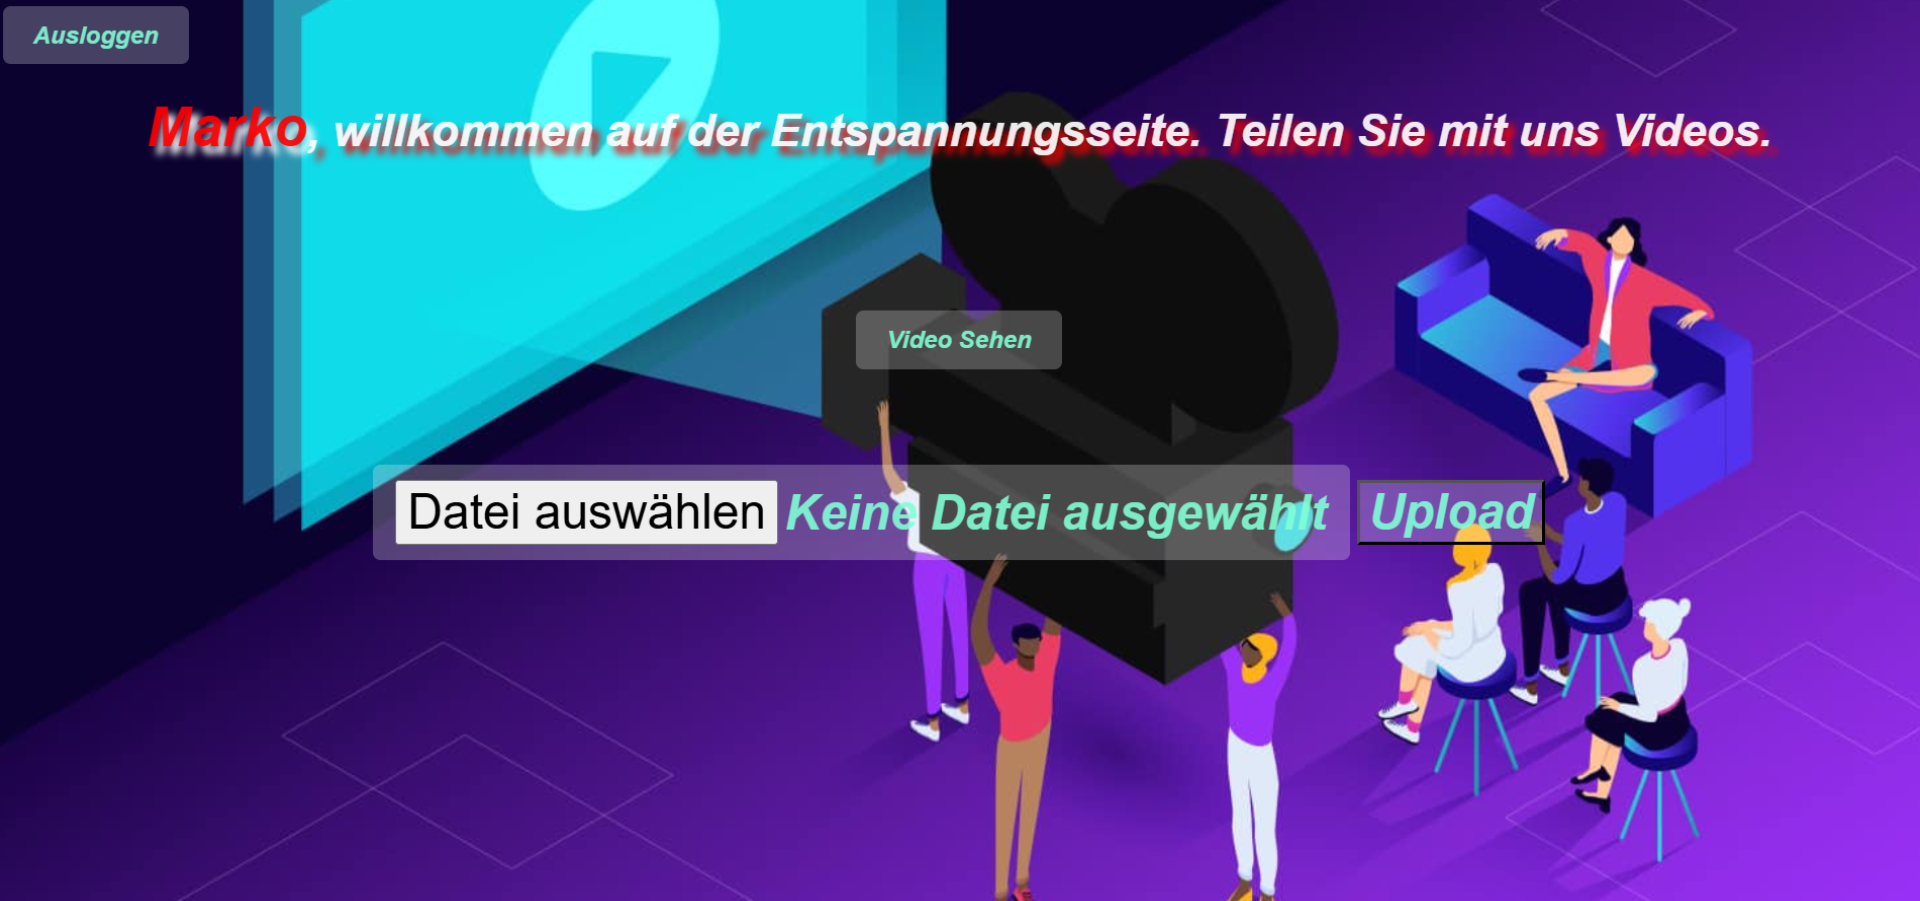 Ausloggen
Marko, willkommen auf der Entspannungsseite. Teilen Sie mit uns Videos.
Video Sehen
Datei auswählen Keine Datei ausgewählt Upload